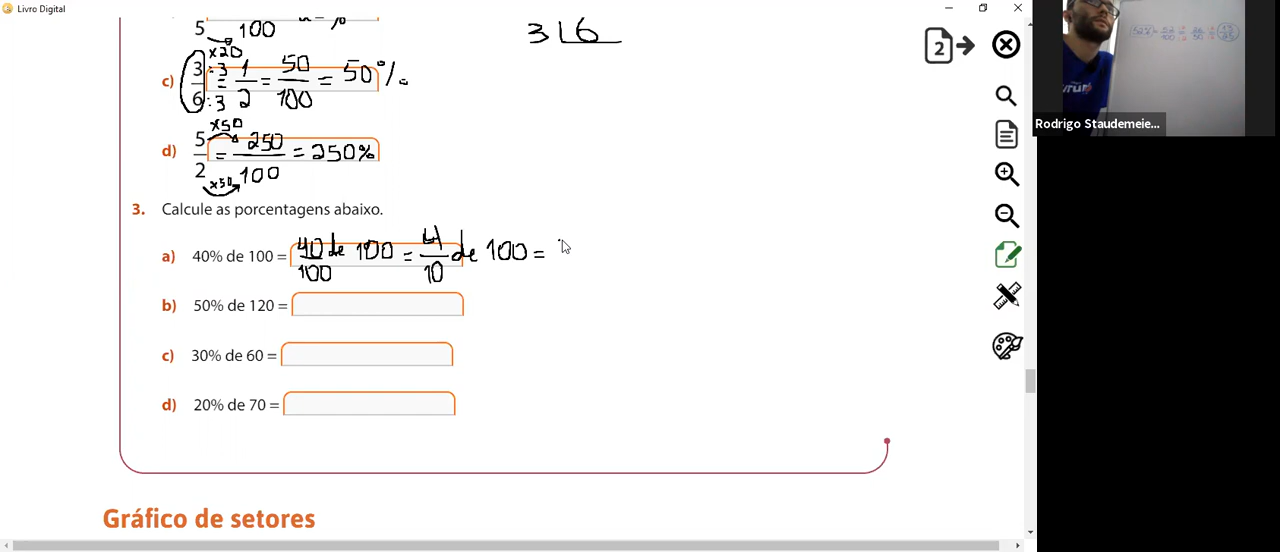 Livro Digital
5 100
x20
3 6
c) 3/6 :3 :3 = 1/2 = 50/100 = 50%
x50
d) 5/2 = 250/100 = 250%
x50
3. Calcule as porcentagens abaixo.
a) 40% de 100 = 40/100 de 100 = 4/10 de 100 =
b) 50% de 120 =
c) 30% de 60 =
d) 20% de 70 =
Gráfico de setores
2
Rodrigo Staudemeie...